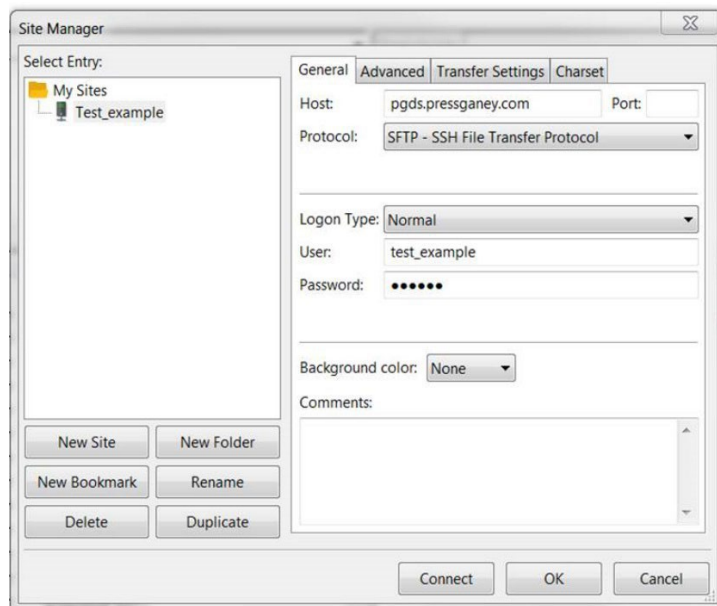 Site Manager
Select Entry:
My Sites
Test_example
New Site
New Folder
New Bookmark
Rename
Delete
Duplicate
General
Advanced
Transfer Settings
Charset
Host:
pgds.pressganey.com
Port:
Protocol:
SFTP - SSH File Transfer Protocol
Logon Type:
Normal
User:
test_example
Password:
••••••
Background color:
None
Comments:
Connect
OK
Cancel